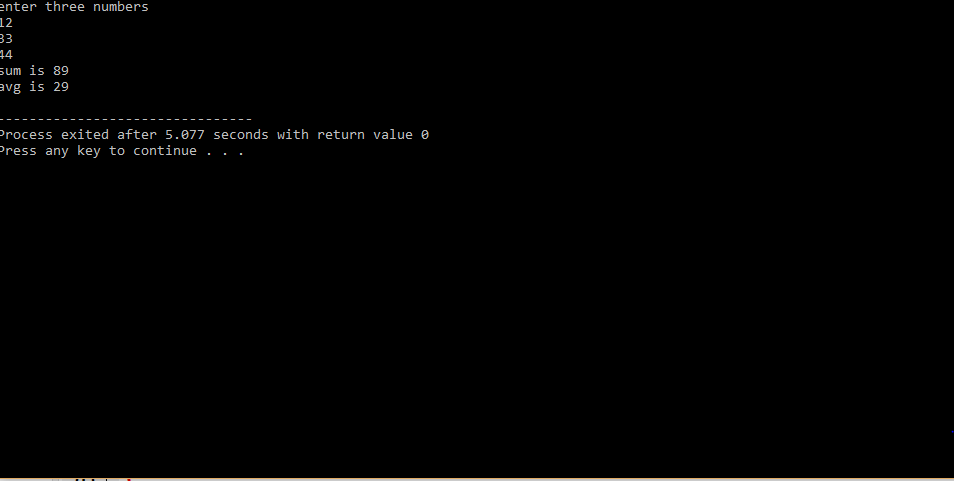 enter three numbers
12
33
44
sum is 89
avg is 29
--------------------------------
Process exited after 5.077 seconds with return value 0
Press any key to continue . . .